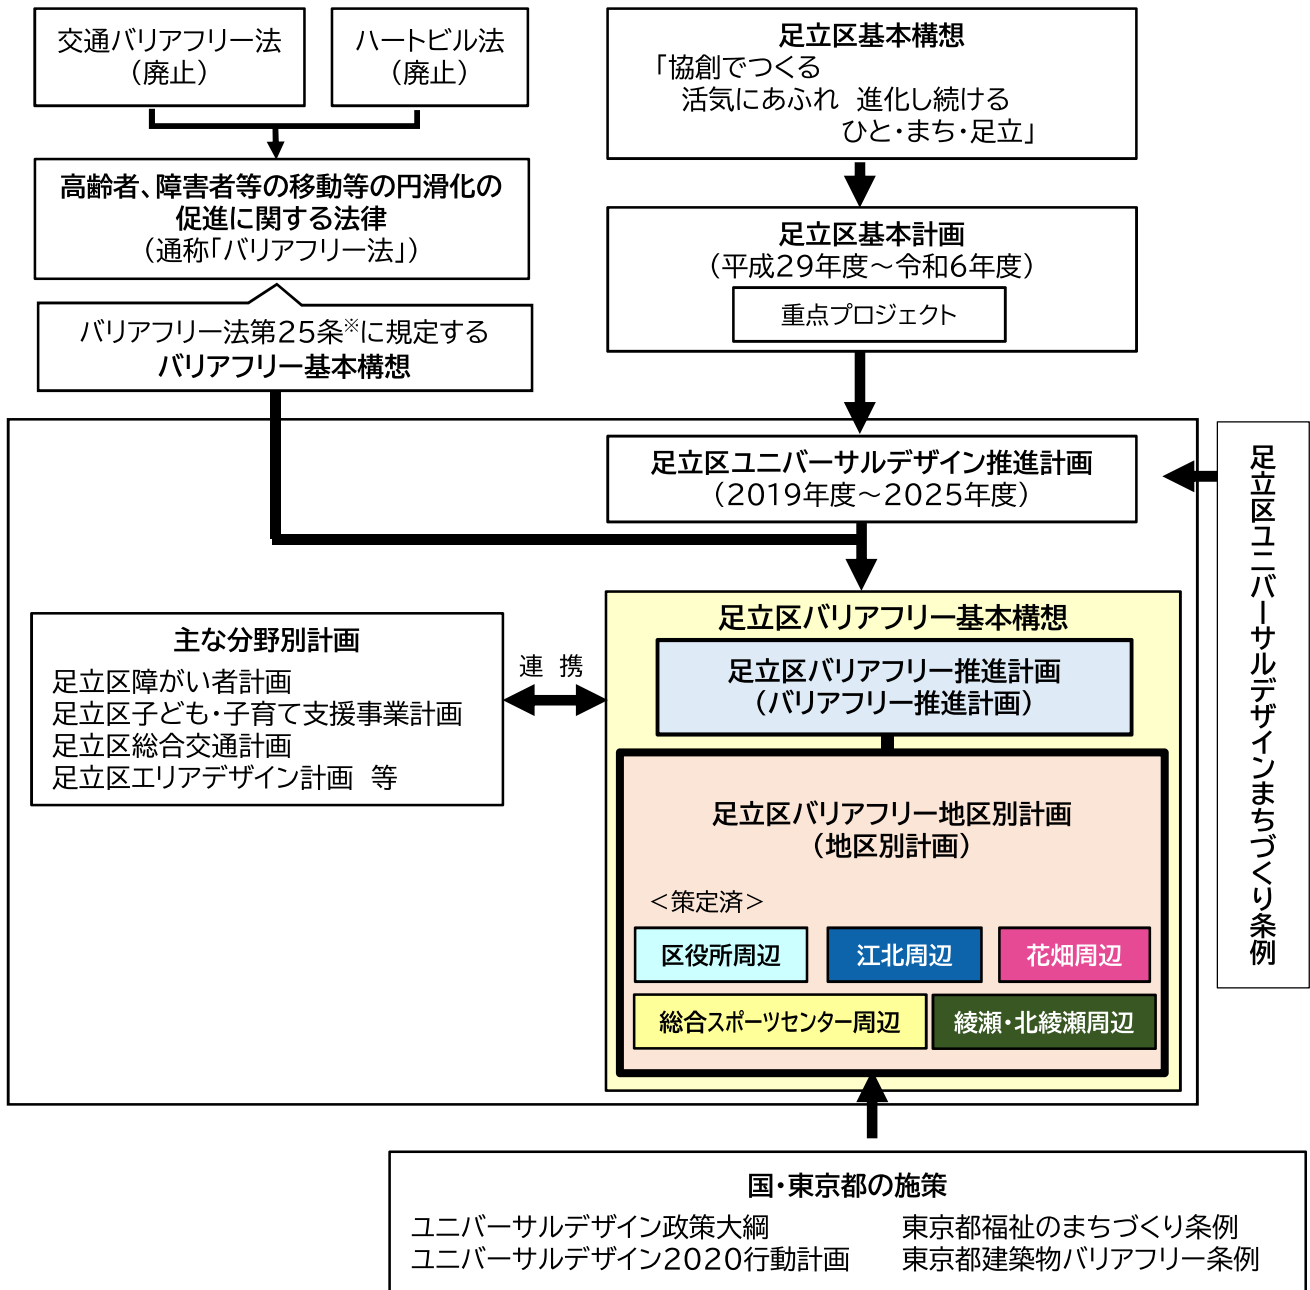 交通バリアフリー法
（廃止）
ハートビル法
（廃止）
高齢者、障害者等の移動等の円滑化の
促進に関する法律
（通称「バリアフリー法」）
バリアフリー法第25条※に規定する
バリアフリー基本構想
足立区基本構想
「協創でつくる
活気にあふれ　進化し続ける
ひと・まち・足立」
足立区基本計画
（平成29年度～令和6年度）
重点プロジェクト
足立区ユニバーサルデザイン推進計画
（2019年度～2025年度）
足立区ユニバーサルデザインまちづくり条例
主な分野別計画
足立区障がい者計画
足立区子ども・子育て支援事業計画
足立区総合交通計画
足立区エリアデザイン計画　等
連　携
足立区バリアフリー基本構想
足立区バリアフリー推進計画
（バリアフリー推進計画）
足立区バリアフリー地区別計画
（地区別計画）
＜策定済＞
区役所周辺
江北周辺
花畑周辺
総合スポーツセンター周辺
綾瀬・北綾瀬周辺
国・東京都の施策
ユニバーサルデザイン政策大綱
ユニバーサルデザイン2020行動計画
東京都福祉のまちづくり条例
東京都建築物バリアフリー条例